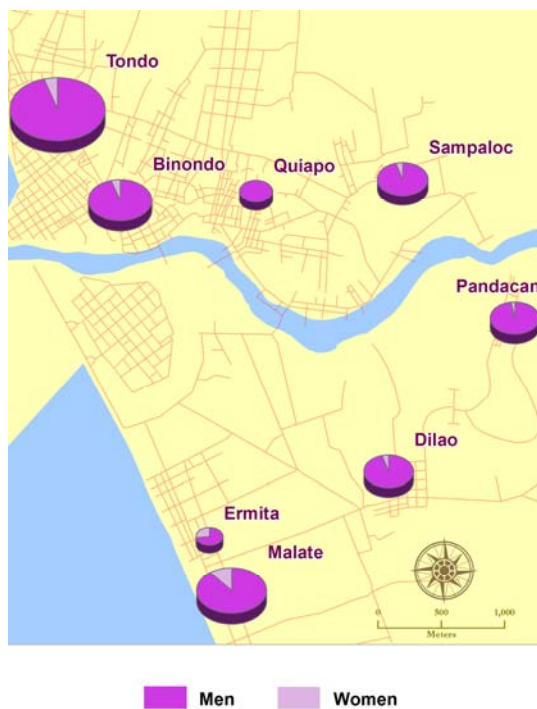 Tondo
Binondo
Quiapo
Sampaloc
Pandacan
Dilao
Ermita
Malate
0 500 1,000
Meters
Men Women